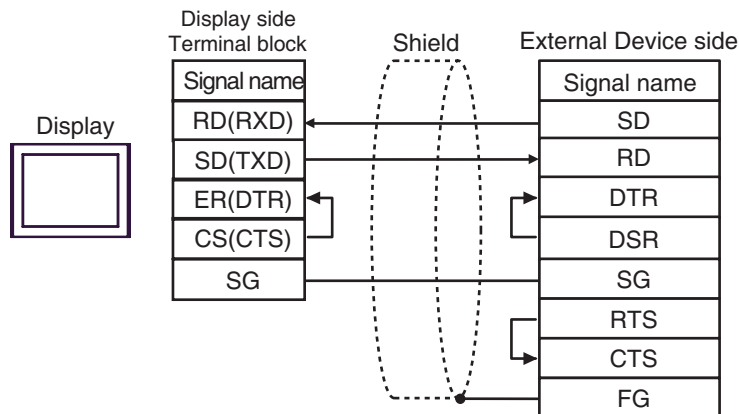 Display side
Terminal block
Shield
External Device side
Signal name
Signal name
Display
RD(RXD)
SD
SD(TXD)
RD
ER(DTR)
DTR
CS(CTS)
DSR
SG
SG
RTS
CTS
FG